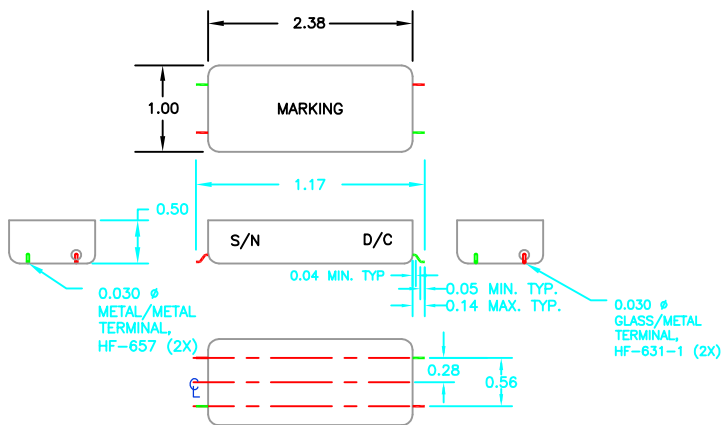 2.38
1.00
MARKING
1.17
0.50
S/N
D/C
0.04 MIN. TYP
0.05 MIN. TYP.
0.14 MAX. TYP.
0.030 ø
METAL/METAL
TERMINAL,
HF-657 (2X)
0.030 ø
GLASS/METAL
TERMINAL,
HF-631-1 (2X)
0.28
0.56
℄